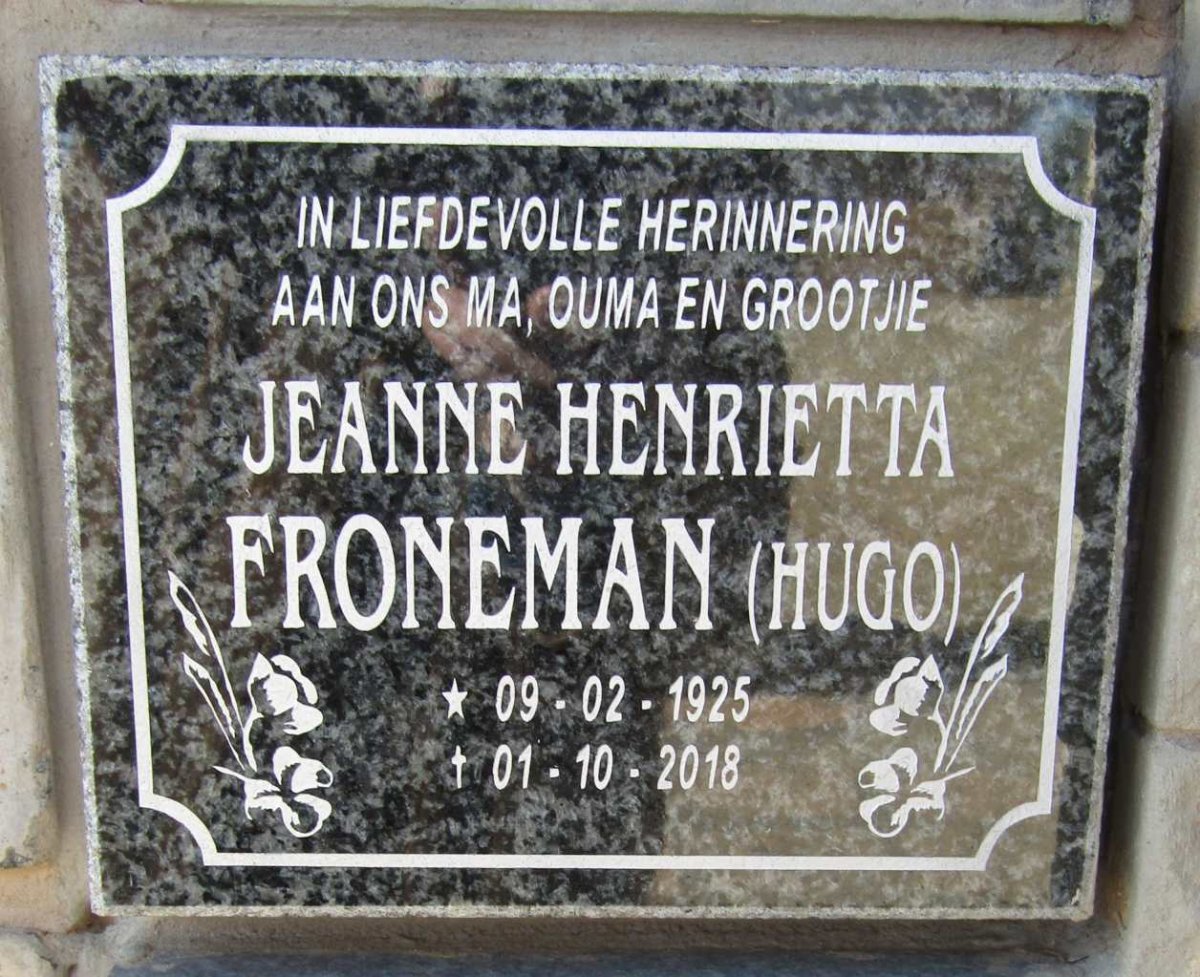 IN LIEFDEVOLLE HERINNERING
AAN ONS MA, OUMA EN GROOTJIE
JEANNE HENRIETTA
FRONEMAN (HUGO)
★ 09 - 02 - 1925
✝ 01 - 10 - 2018